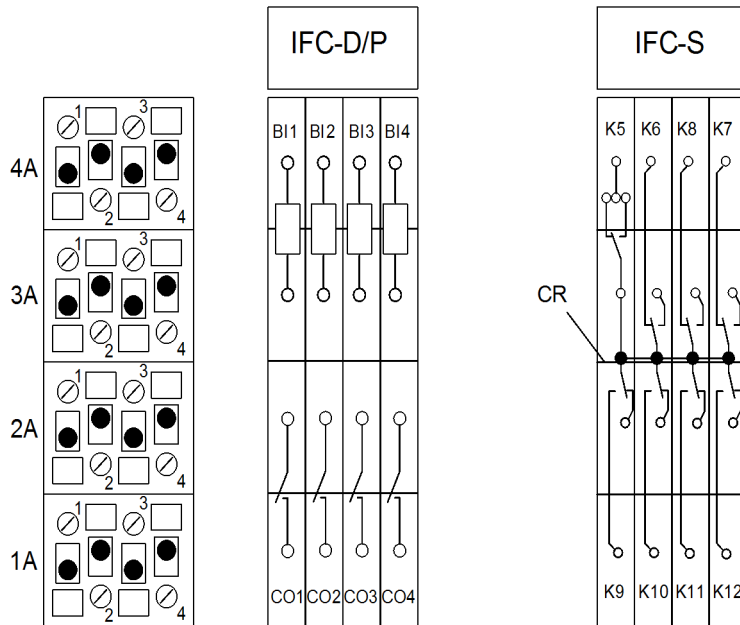 IFC-D/P
IFC-S
1 3
4A
2 4
1 3
3A
2 4
1 3
2A
2 4
1 3
1A
2 4
BI1 BI2 BI3 BI4
CO1 CO2 CO3 CO4
K5 K6 K8 K7
CR
K9 K10 K11 K12